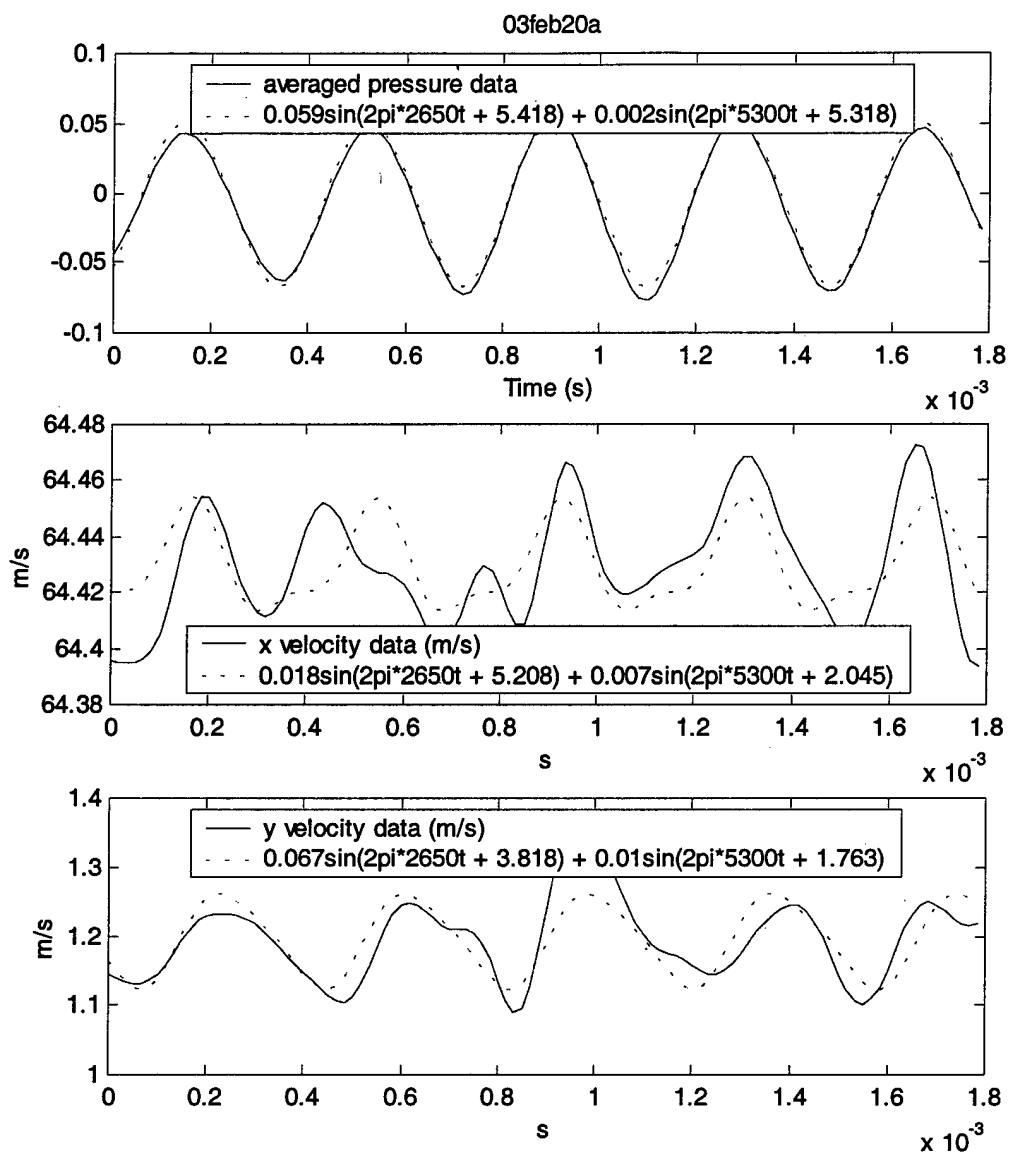 03feb20a
0.1
0.05
0
-0.05
-0.1
averaged pressure data
0.059sin(2pi*2650t + 5.418) + 0.002sin(2pi*5300t + 5.318)
0 0.2 0.4 0.6 0.8 1 1.2 1.4 1.6 1.8
Time (s)
x 10-3
64.48
64.46
64.44
64.42
64.4
64.38
m/s
x velocity data (m/s)
0.018sin(2pi*2650t + 5.208) + 0.007sin(2pi*5300t + 2.045)
0 0.2 0.4 0.6 0.8 1 1.2 1.4 1.6 1.8
s
x 10-3
1.4
1.3
1.2
1.1
1
m/s
y velocity data (m/s)
0.067sin(2pi*2650t + 3.818) + 0.01sin(2pi*5300t + 1.763)
0 0.2 0.4 0.6 0.8 1 1.2 1.4 1.6 1.8
s
x 10-3